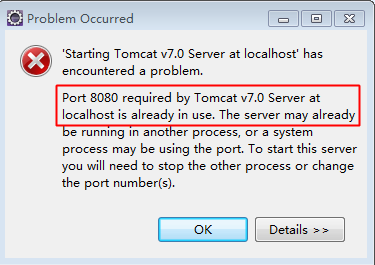 Problem Occurred
'Starting Tomcat v7.0 Server at localhost' has
encountered a problem.
Port 8080 required by Tomcat v7.0 Server at
localhost is already in use. The server may already
be running in another process, or a system
process may be using the port. To start this server
you will need to stop the other process or change
the port number(s).
OK
Details >>